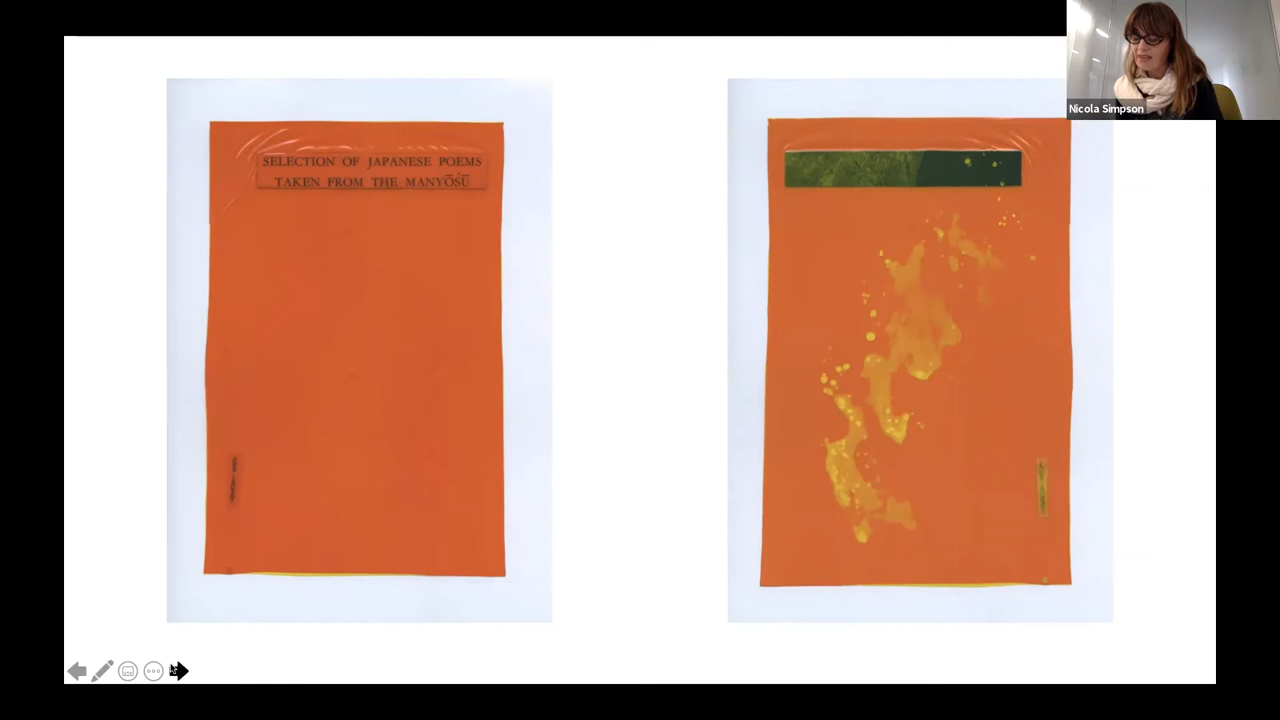 SELECTION OF JAPANESE POEMS
TAKEN FROM THE MANYŌSŪ
Nicola Simpson